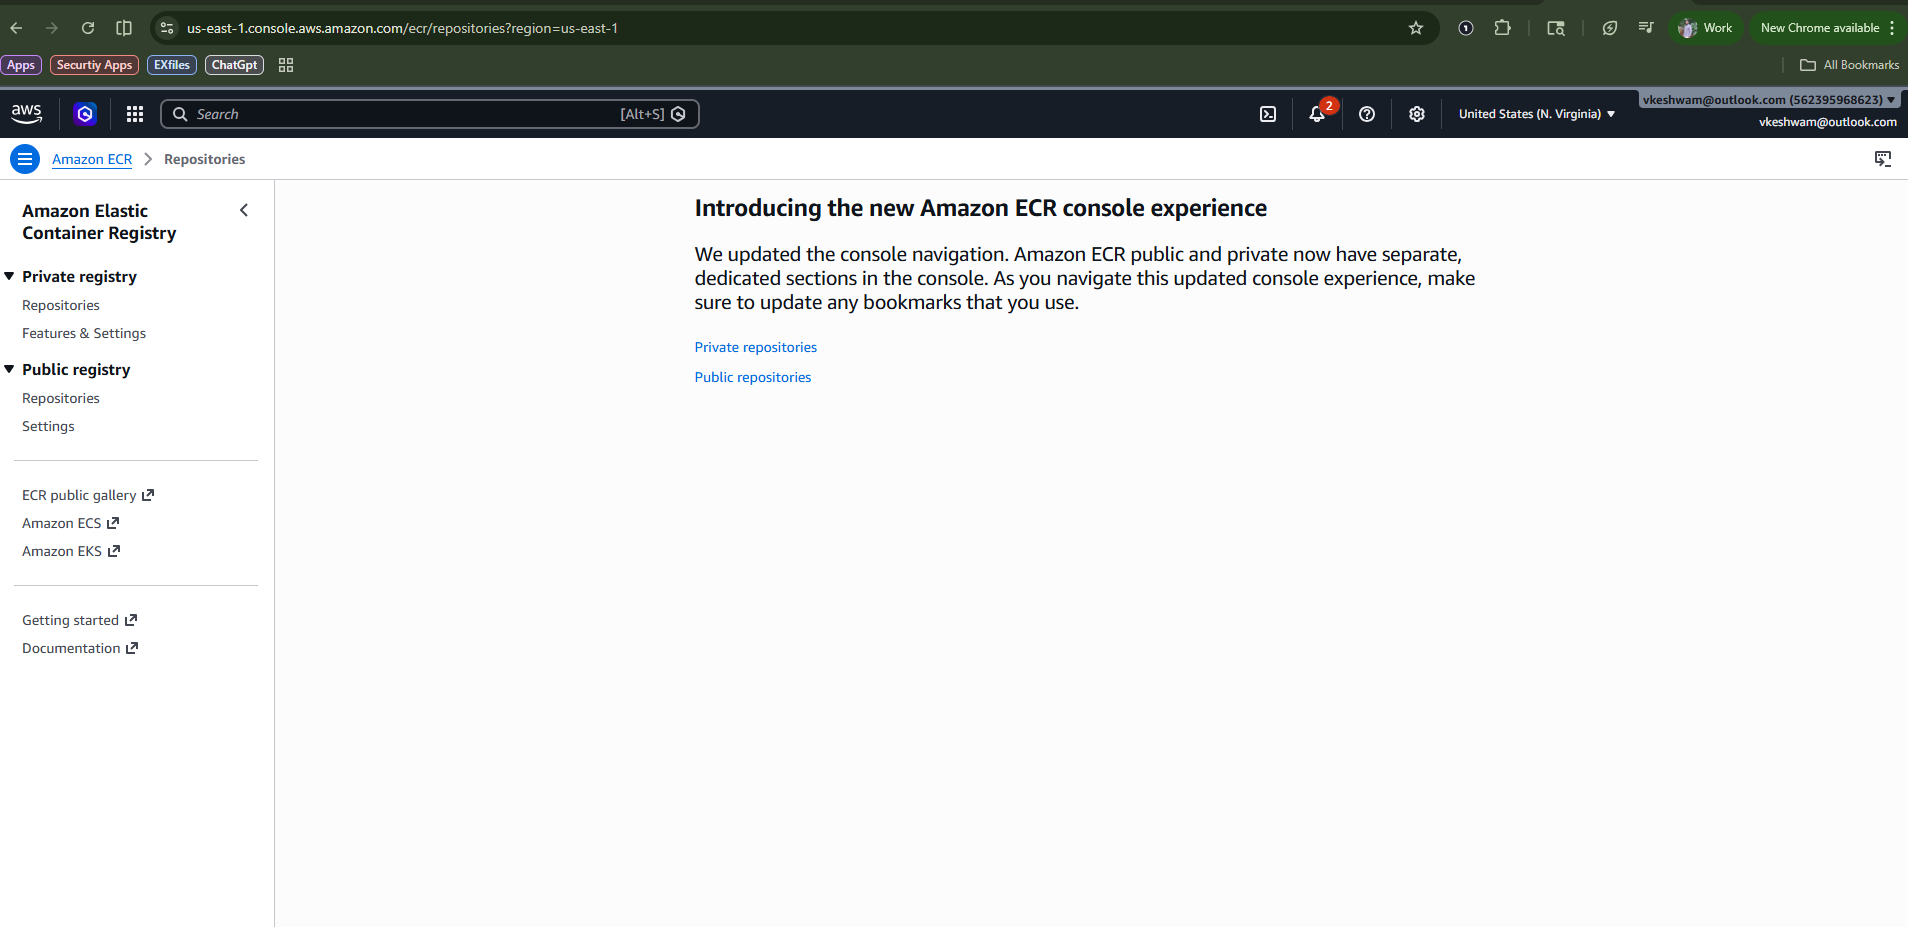 us-east-1.console.aws.amazon.com/ecr/repositories?region=us-east-1
Work
New Chrome available
Apps
Securtiy Apps
EXfiles
ChatGpt
All Bookmarks
aws
Search
[Alt+S]
2
United States (N. Virginia)
vkeshwam@outlook.com (562395968623)
vkeshwam@outlook.com
Amazon ECR
Repositories
Amazon Elastic
Container Registry
Private registry
Repositories
Features & Settings
Public registry
Repositories
Settings
ECR public gallery
Amazon ECS
Amazon EKS
Getting started
Documentation
Introducing the new Amazon ECR console experience
We updated the console navigation. Amazon ECR public and private now have separate,
dedicated sections in the console. As you navigate this updated console experience, make
sure to update any bookmarks that you use.
Private repositories
Public repositories